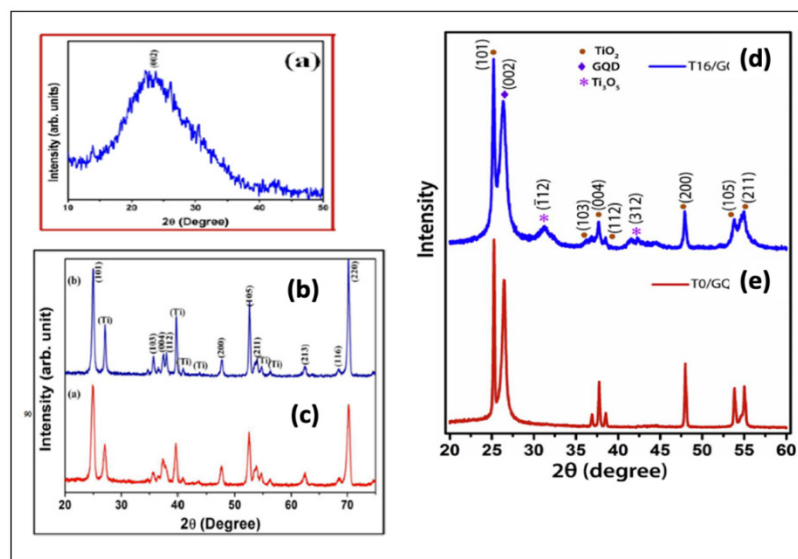 (a)
(002)
Intensity (arb. units)
10 20 30 40 50
2θ (Degree)
(b)
(b)
(101)
(Ti)
(103)
(004)
(112)
(Ti)
(Ti)
(Ti)
(200)
(105)
(211)
(Ti)
(Ti)
(213)
(116)
(220)
(a)
(c)
Intensity (arb. unit)
20 30 40 50 60 70
2θ (Degree)
(d)
TiO2
GQD
Ti3O5
T16/GQ
(101)
(002)
(112)
(103)
(004)
(112)
(312)
(200)
(105)
(211)
(e)
T0/GQ
Intensity
20 25 30 35 40 45 50 55 60
2θ (degree)